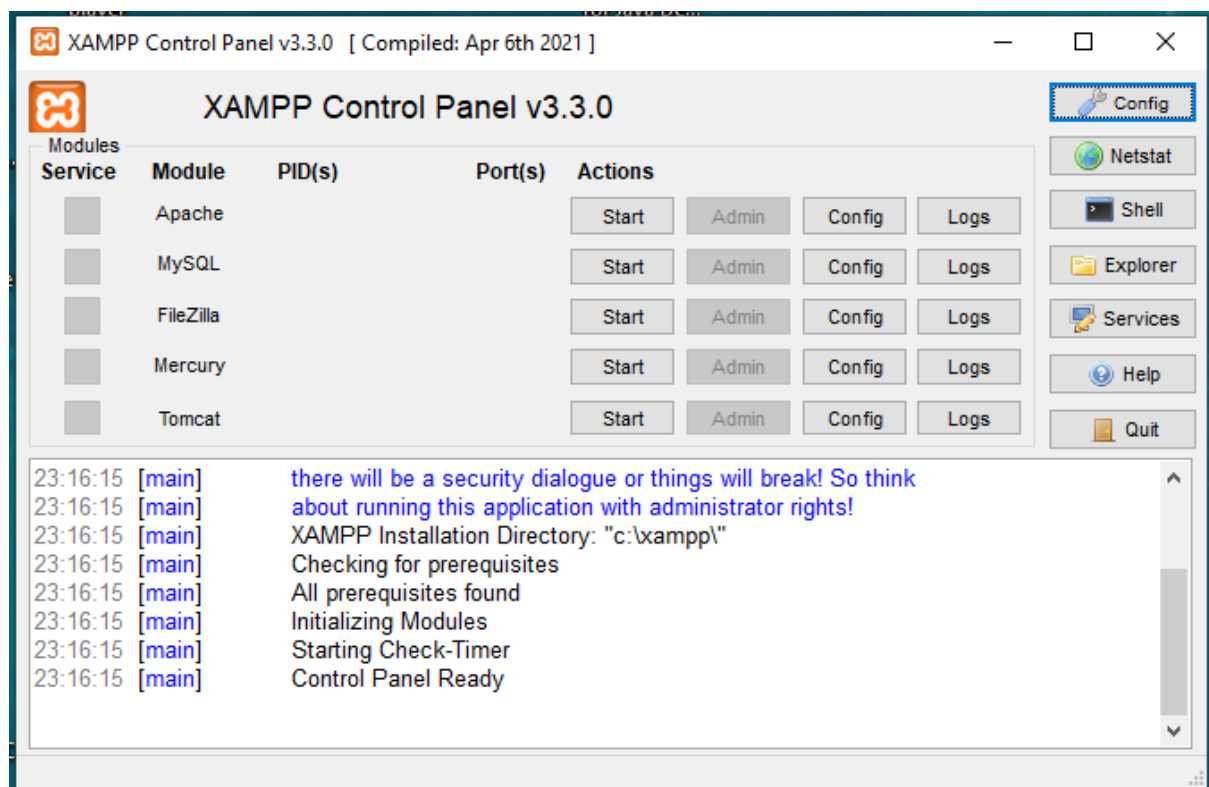 XAMPP Control Panel v3.3.0 [ Compiled: Apr 6th 2021 ]
XAMPP Control Panel v3.3.0
Config
Modules
Netstat
Service Module PID(s) Port(s) Actions
Apache Start Admin Config Logs
Shell
MySQL Start Admin Config Logs
Explorer
FileZilla Start Admin Config Logs
Services
Mercury Start Admin Config Logs
Help
Tomcat Start Admin Config Logs
Quit
23:16:15 [main] there will be a security dialogue or things will break! So think
23:16:15 [main] about running this application with administrator rights!
23:16:15 [main] XAMPP Installation Directory: "c:\xampp\"
23:16:15 [main] Checking for prerequisites
23:16:15 [main] All prerequisites found
23:16:15 [main] Initializing Modules
23:16:15 [main] Starting Check-Timer
23:16:15 [main] Control Panel Ready